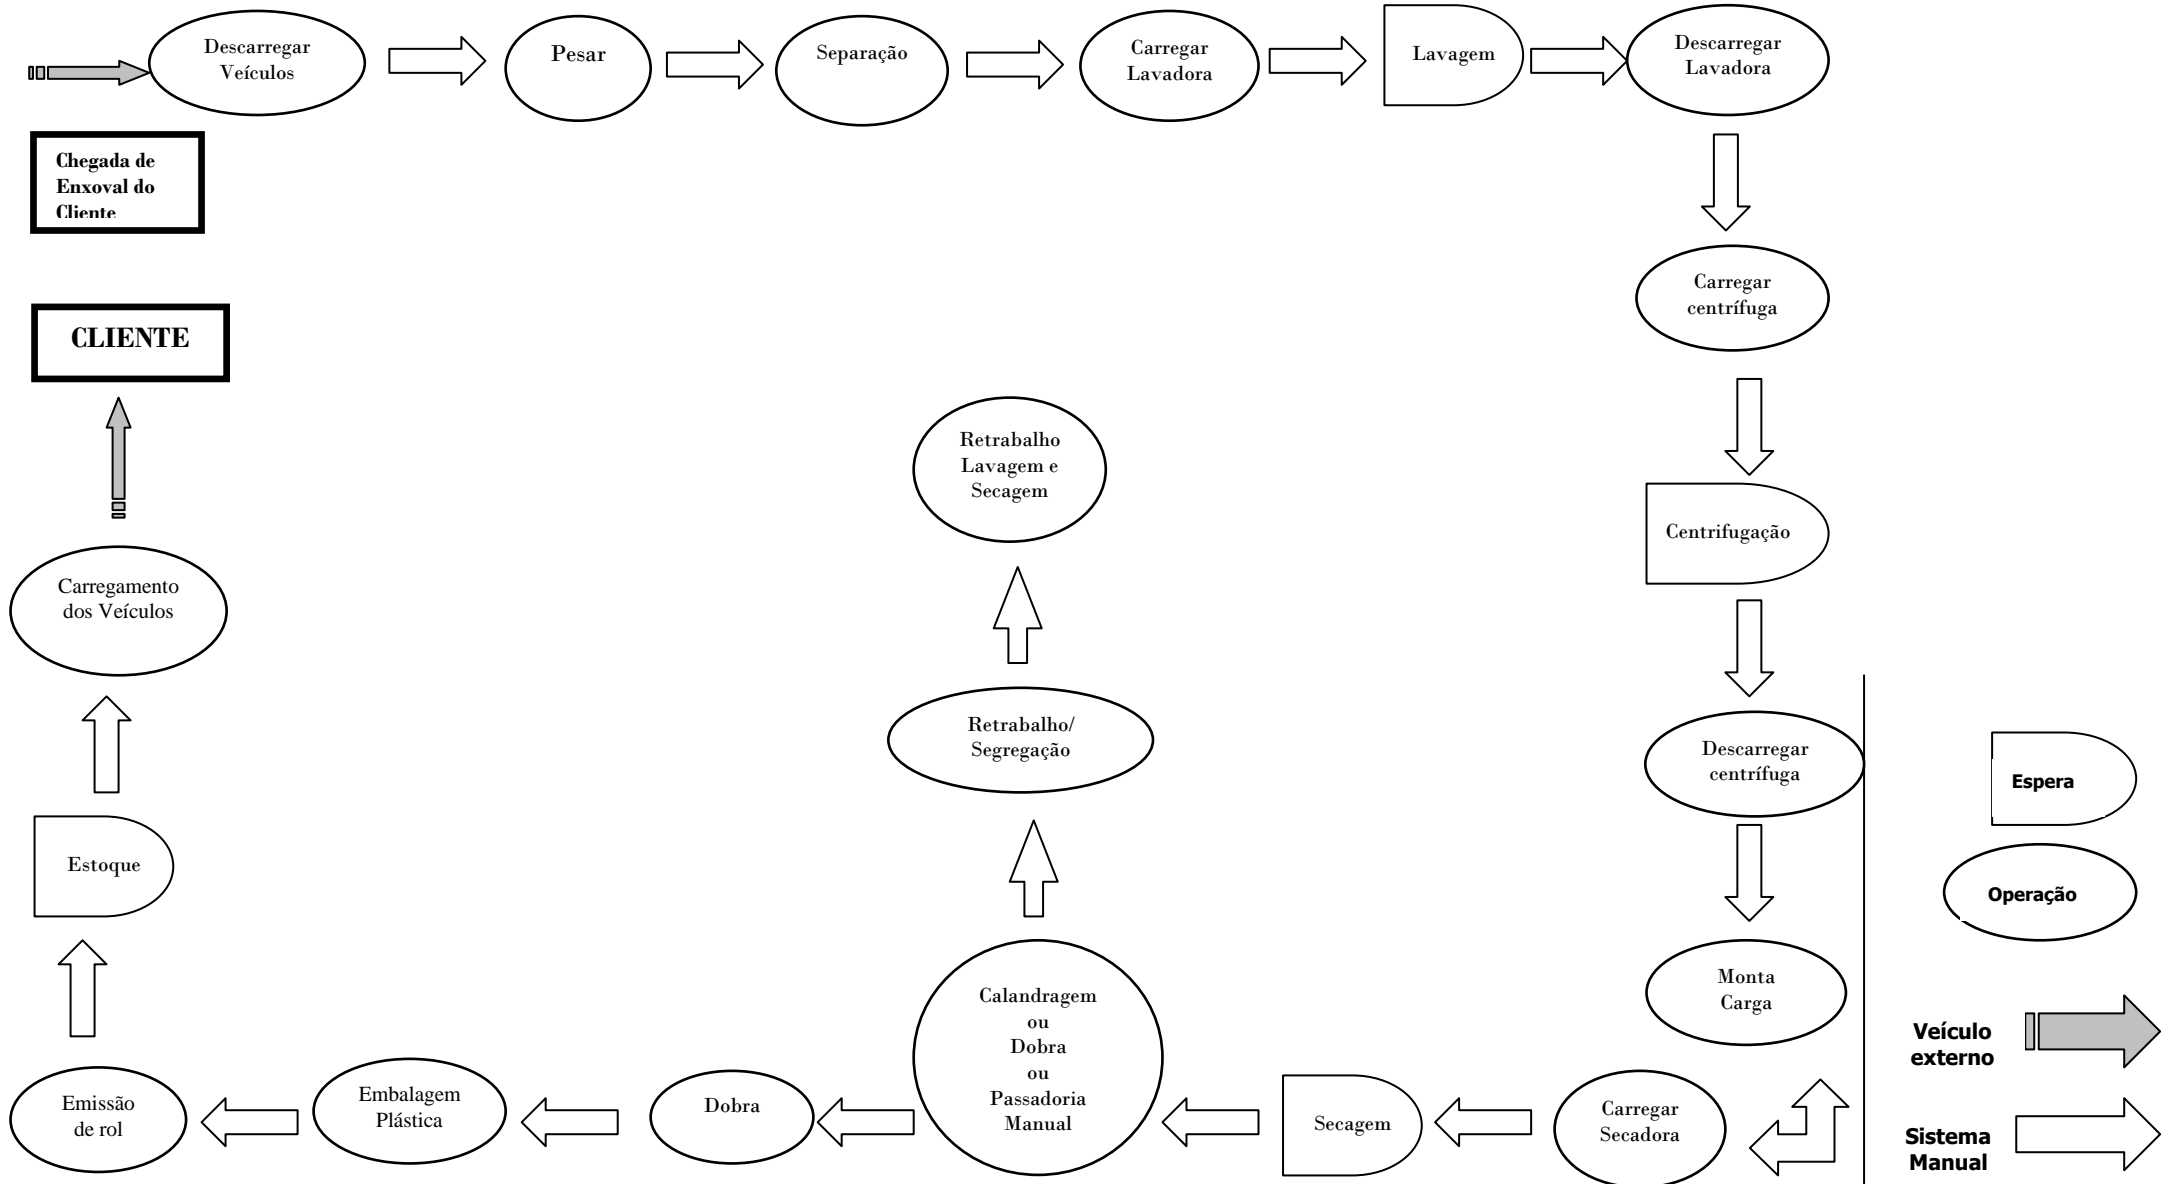 Descarregar
Veículos
Pesar
Separação
Carregar
Lavadora
Lavagem
Descarregar
Lavadora
Chegada de
Enxoval do
Cliente
Carregar
centrífuga
CLIENTE
Retrabalho
Lavagem e
Secagem
Centrifugação
Carregamento
dos Veículos
Retrabalho/
Segregação
Descarregar
centrífuga
Espera
Estoque
Operação
Monta
Carga
Calandragem
ou
Dobra
ou
Passadoria
Manual
Veículo
externo
Emissão
de rol
Embalagem
Plástica
Dobra
Secagem
Carregar
Secadora
Sistema
Manual